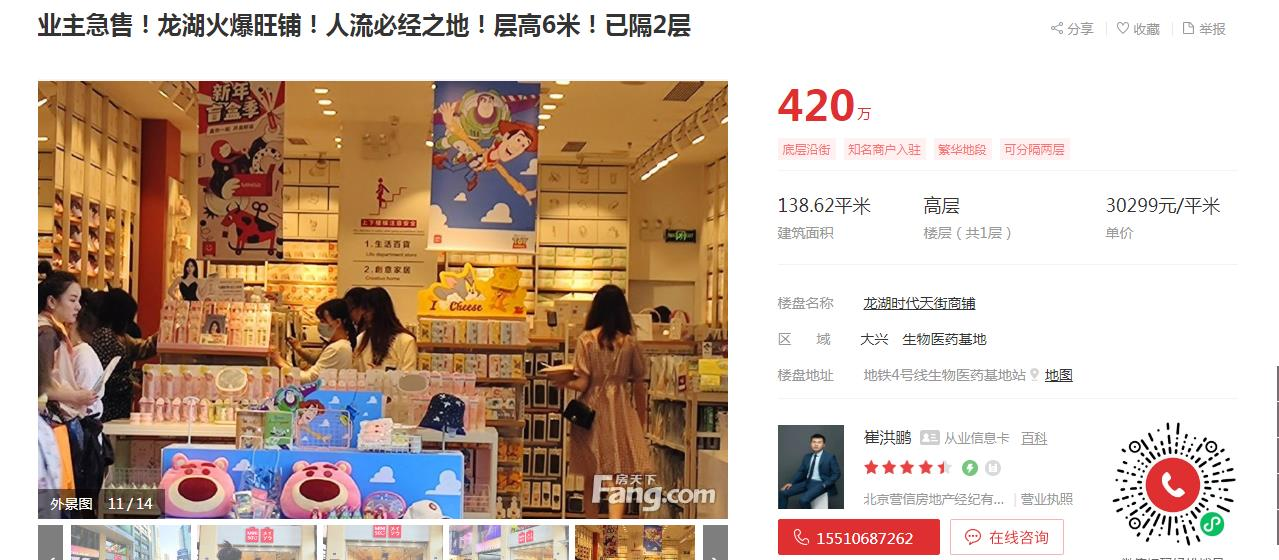 业主急售！龙湖火爆旺铺！人流必经之地！层高6米！已隔2层
分享
收藏
举报
新年
盲盒季
MINISO
上下楼梯注意安全
1.生活百貨
Life department store
2.創意家居
Creative home
Cheese
房天下
Fang.com
外景图 11/14
420万
底层沿街 知名商户入驻 繁华地段 可分隔两层
138.62平米 高层 30299元/平米
建筑面积 楼层（共1层） 单价
楼盘名称 龙湖时代天街商铺
区 域 大兴 生物医药基地
楼盘地址 地铁4号线生物医药基地站 地图
崔洪鹏 从业信息卡 百科
北京营信房地产经纪有... 营业执照
15510687262 在线咨询